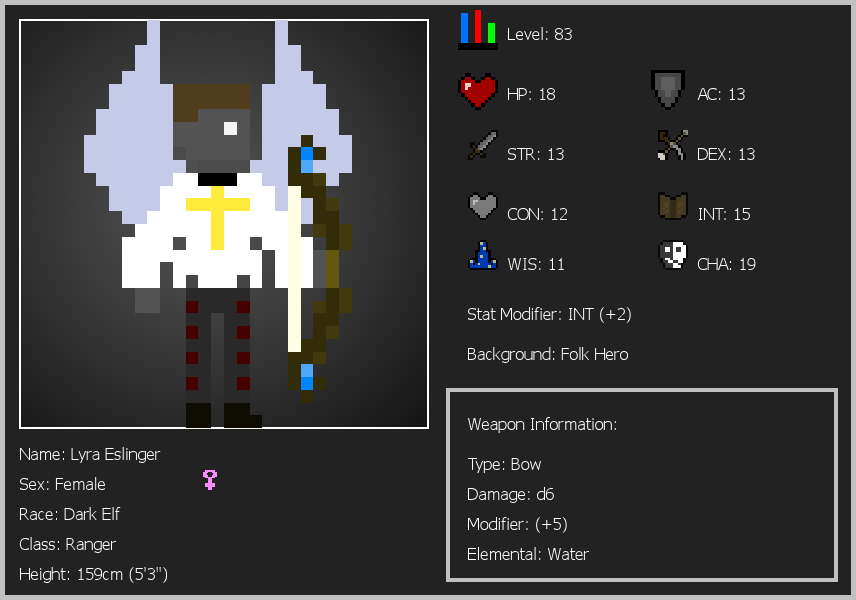 Level: 83
HP: 18
AC: 13
STR: 13
DEX: 13
CON: 12
INT: 15
WIS: 11
CHA: 19
Stat Modifier: INT (+2)
Background: Folk Hero
Weapon Information:
Type: Bow
Damage: d6
Modifier: (+5)
Elemental: Water
Name: Lyra Eslinger
Sex: Female
Race: Dark Elf
Class: Ranger
Height: 159cm (5'3")